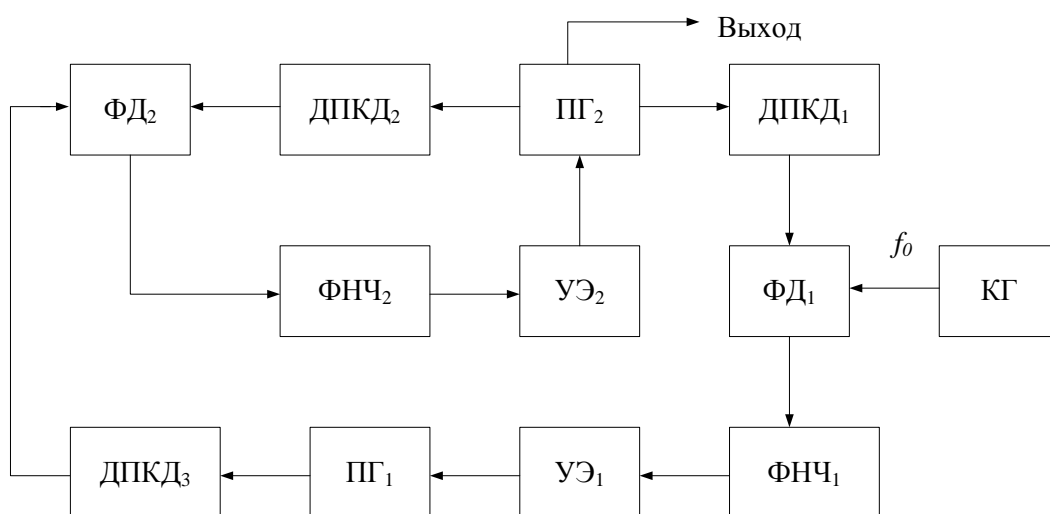 Выход
ФД₂
ДПКД₂
ПГ₂
ДПКД₁
ФНЧ₂
УЭ₂
ФД₁
f₀
КГ
ДПКД₃
ПГ₁
УЭ₁
ФНЧ₁